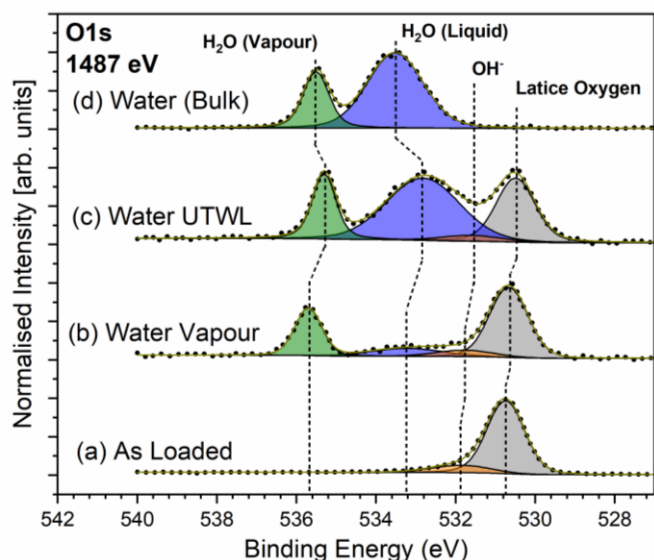 O1s
1487 eV
H₂O (Vapour)
H₂O (Liquid)
OH⁻
Latice Oxygen
(d) Water (Bulk)
(c) Water UTWL
(b) Water Vapour
(a) As Loaded
Normalised Intensity [arb. units]
542 540 538 536 534 532 530 528
Binding Energy (eV)